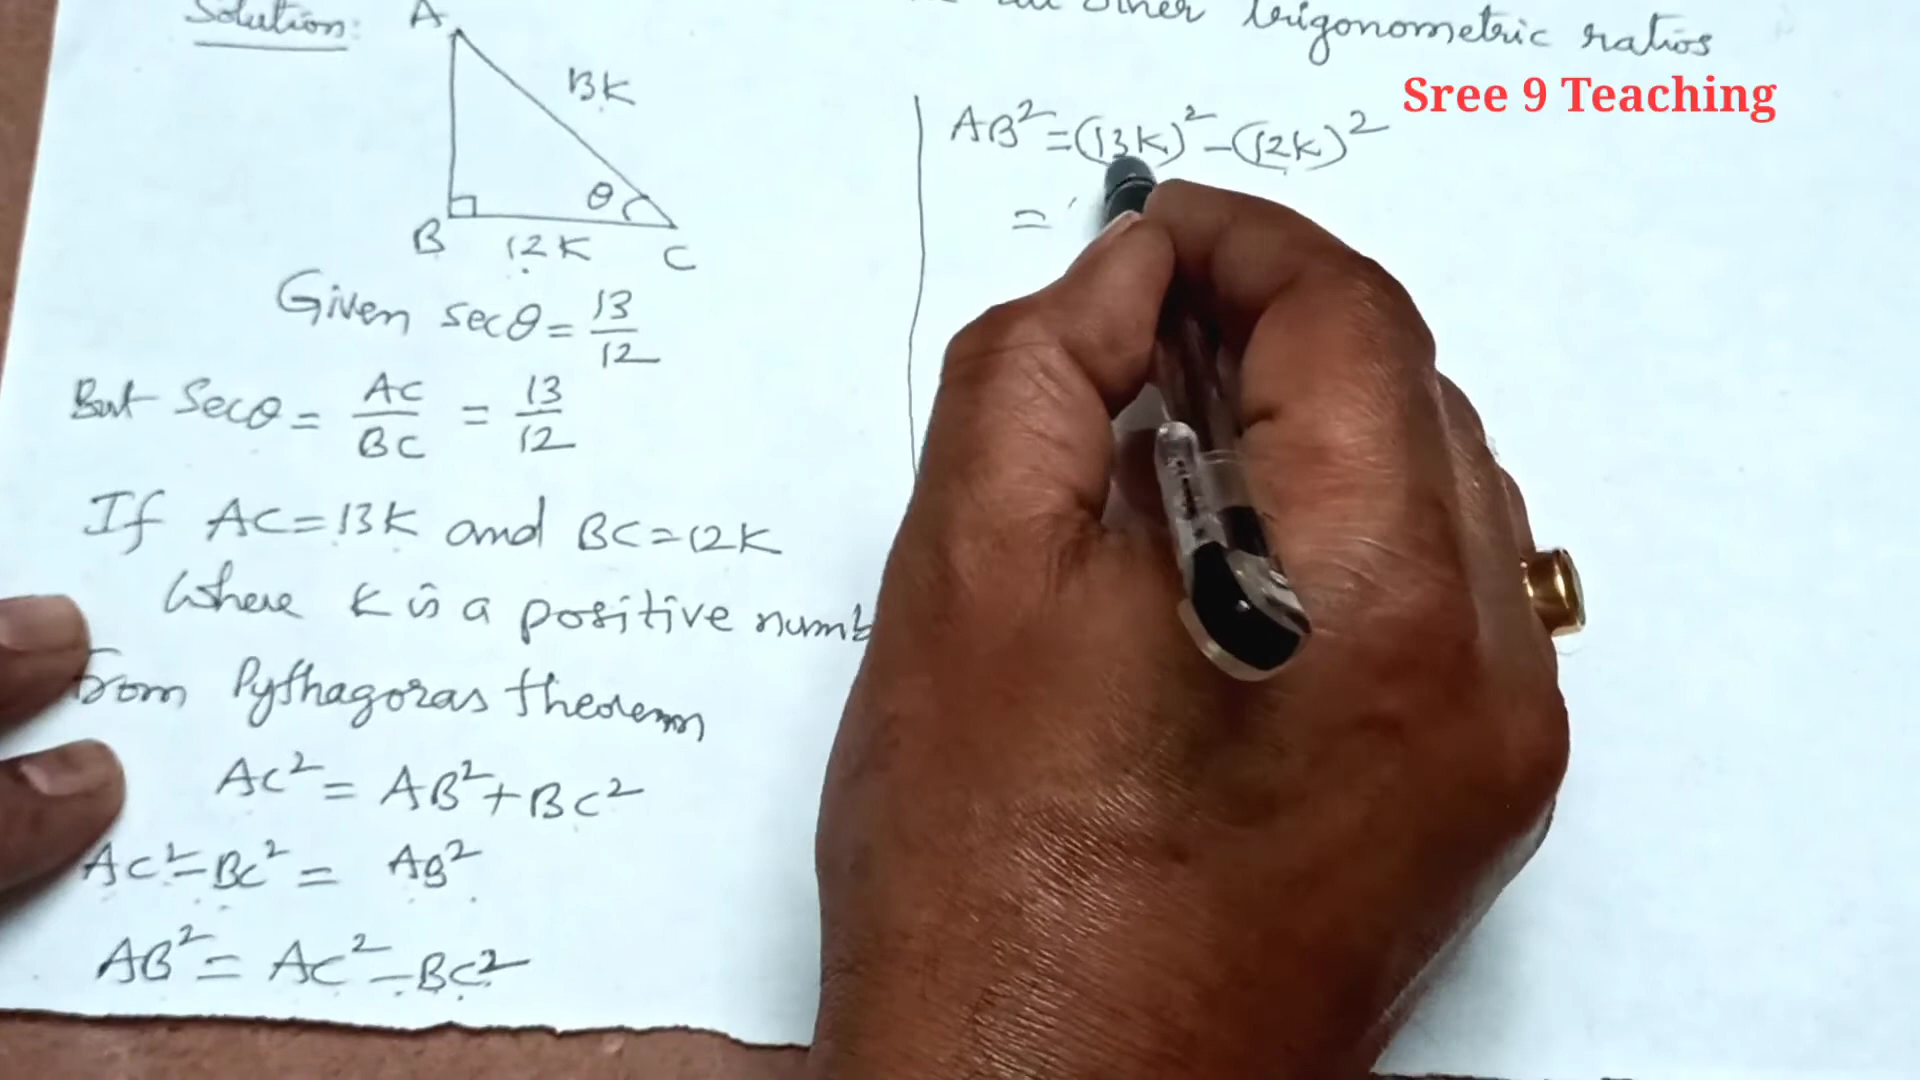 other trigonometric ratios
Sree 9 Teaching
Solution:
A
13K
θ
B
12K
C
Given secθ = 13/12
But Secθ = AC/BC = 13/12
If AC = 13K and BC = 12K
Where K is a positive
From Pythagoras theorem
AC² = AB² + BC²
AC² - BC² = AB²
AB² = AC² - BC²
AB² = (13K)² - (12K)²
=